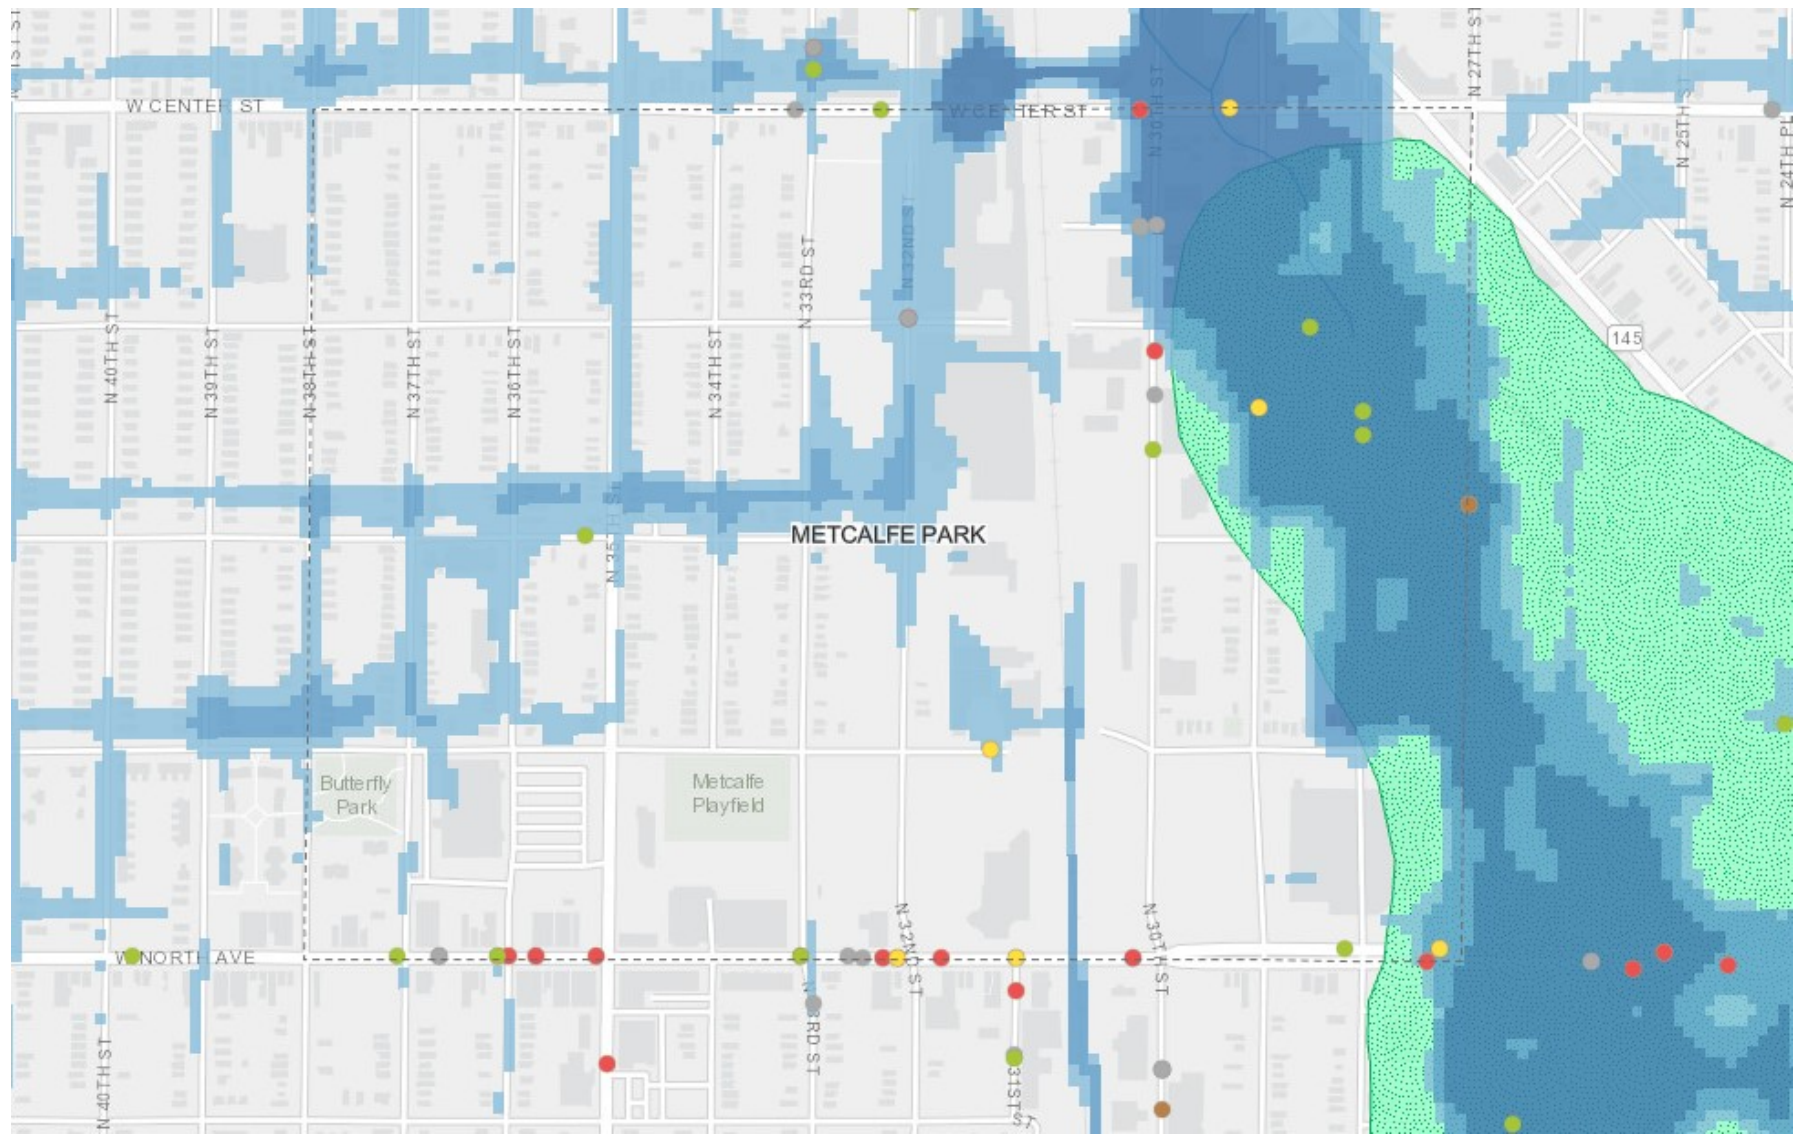 N 27TH ST
W CENTER ST
W CENTER ST
N 30TH ST
N 25TH ST
N 24TH PL
N 32ND ST
N 33RD ST
N 40TH ST
N 39TH ST
N 38TH ST
N 37TH ST
N 36TH ST
N 34TH ST
145
N 35TH ST
METCALFE PARK
Butterfly
Park
Metcalfe
Playfield
W NORTH AVE
N 32ND ST
N 30TH ST
N 40TH ST
RD ST
31ST ST